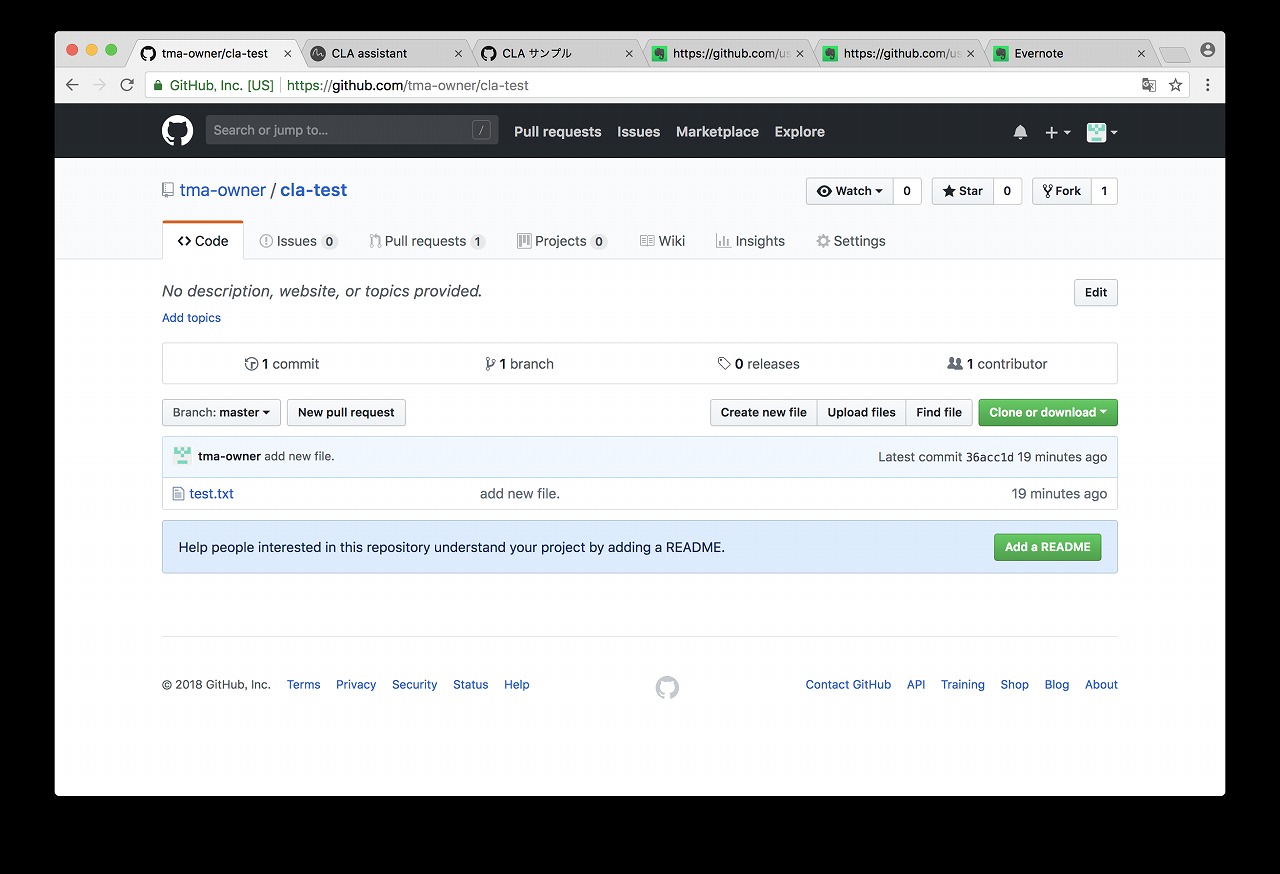 tma-owner/cla-test CLA assistant CLA サンプル https://github.com/us https://github.com/us Evernote
GitHub, Inc. [US] https://github.com/tma-owner/cla-test
Search or jump to... / Pull requests Issues Marketplace Explore
tma-owner / cla-test Watch 0 Star 0 Fork 1
Code Issues 0 Pull requests 1 Projects 0 Wiki Insights Settings
No description, website, or topics provided. Edit
Add topics
1 commit 1 branch 0 releases 1 contributor
Branch: master New pull request Create new file Upload files Find file Clone or download
tma-owner add new file. Latest commit 36acc1d 19 minutes ago
test.txt add new file. 19 minutes ago
Help people interested in this repository understand your project by adding a README. Add a README
© 2018 GitHub, Inc. Terms Privacy Security Status Help Contact GitHub API Training Shop Blog About